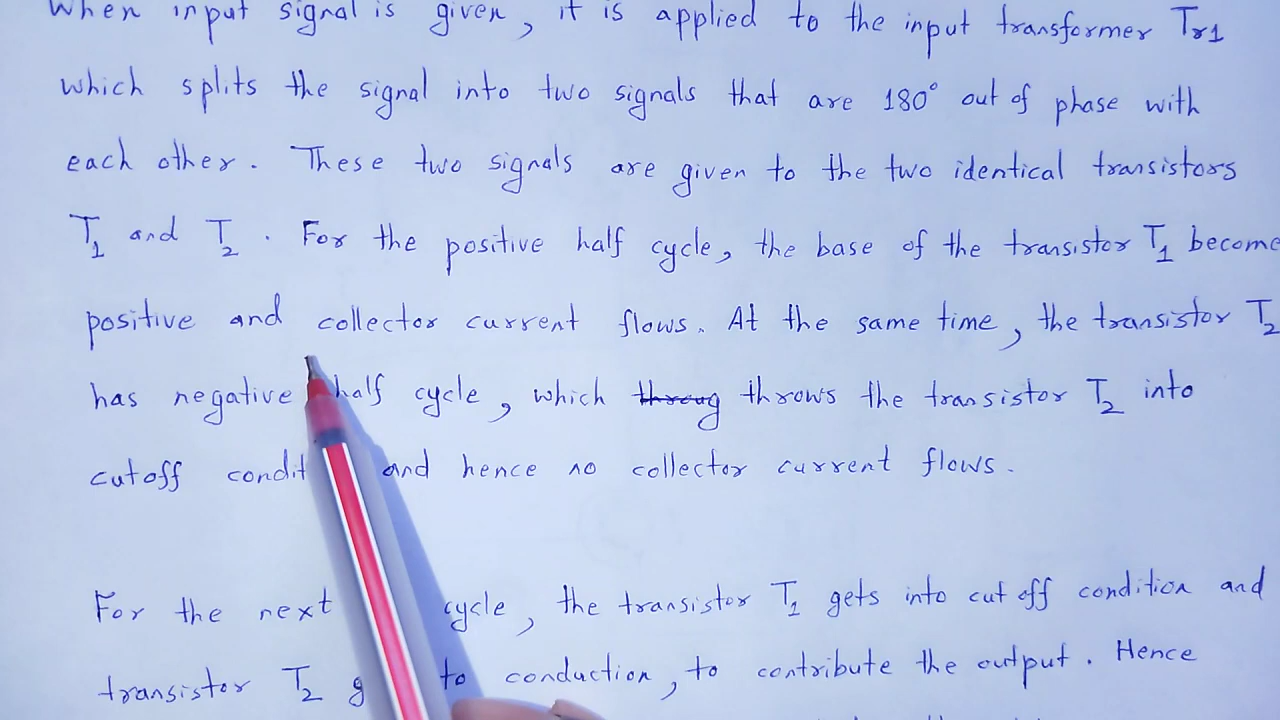 When input signal is given, it is applied to the input transformer Tr1
which splits the signal into two signals that are 180° out of phase with
each other. These two signals are given to the two identical transistors
T1 and T2. For the positive half cycle, the base of the transistor T1 become
positive and collector current flows. At the same time, the transistor T2
has negative half cycle, which throug throws the transistor T2 into
cutoff condit and hence no collector current flows.
For the next cycle, the transistor T1 gets into cut off condition and
transistor T2 g to conduction, to contribute the output. Hence